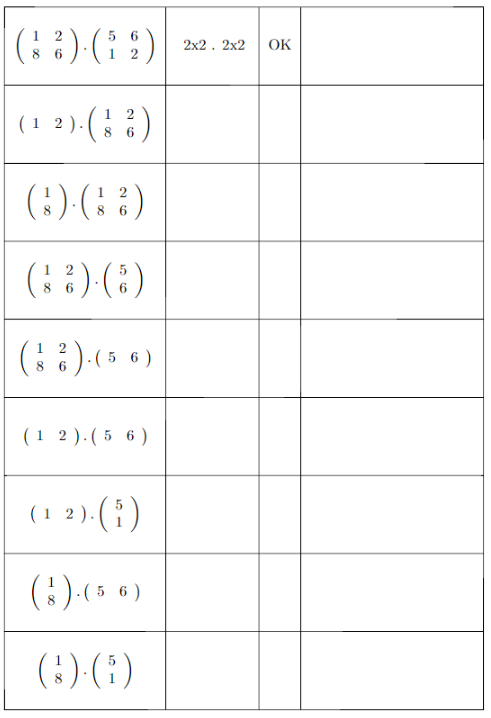 ( 1 2 ) . ( 5 6 ) 2x2 . 2x2 OK
( 8 6 ) ( 1 2 )
( 1 2 ) . ( 1 2 )
( 8 6 )
( 1 ) . ( 1 2 )
( 8 ) ( 8 6 )
( 1 2 ) . ( 5 )
( 8 6 ) ( 6 )
( 1 2 ) . ( 5 6 )
( 8 6 )
( 1 2 ) . ( 5 6 )
( 1 2 ) . ( 5 )
( 1 )
( 1 ) . ( 5 6 )
( 8 )
( 1 ) . ( 5 )
( 8 ) ( 1 )